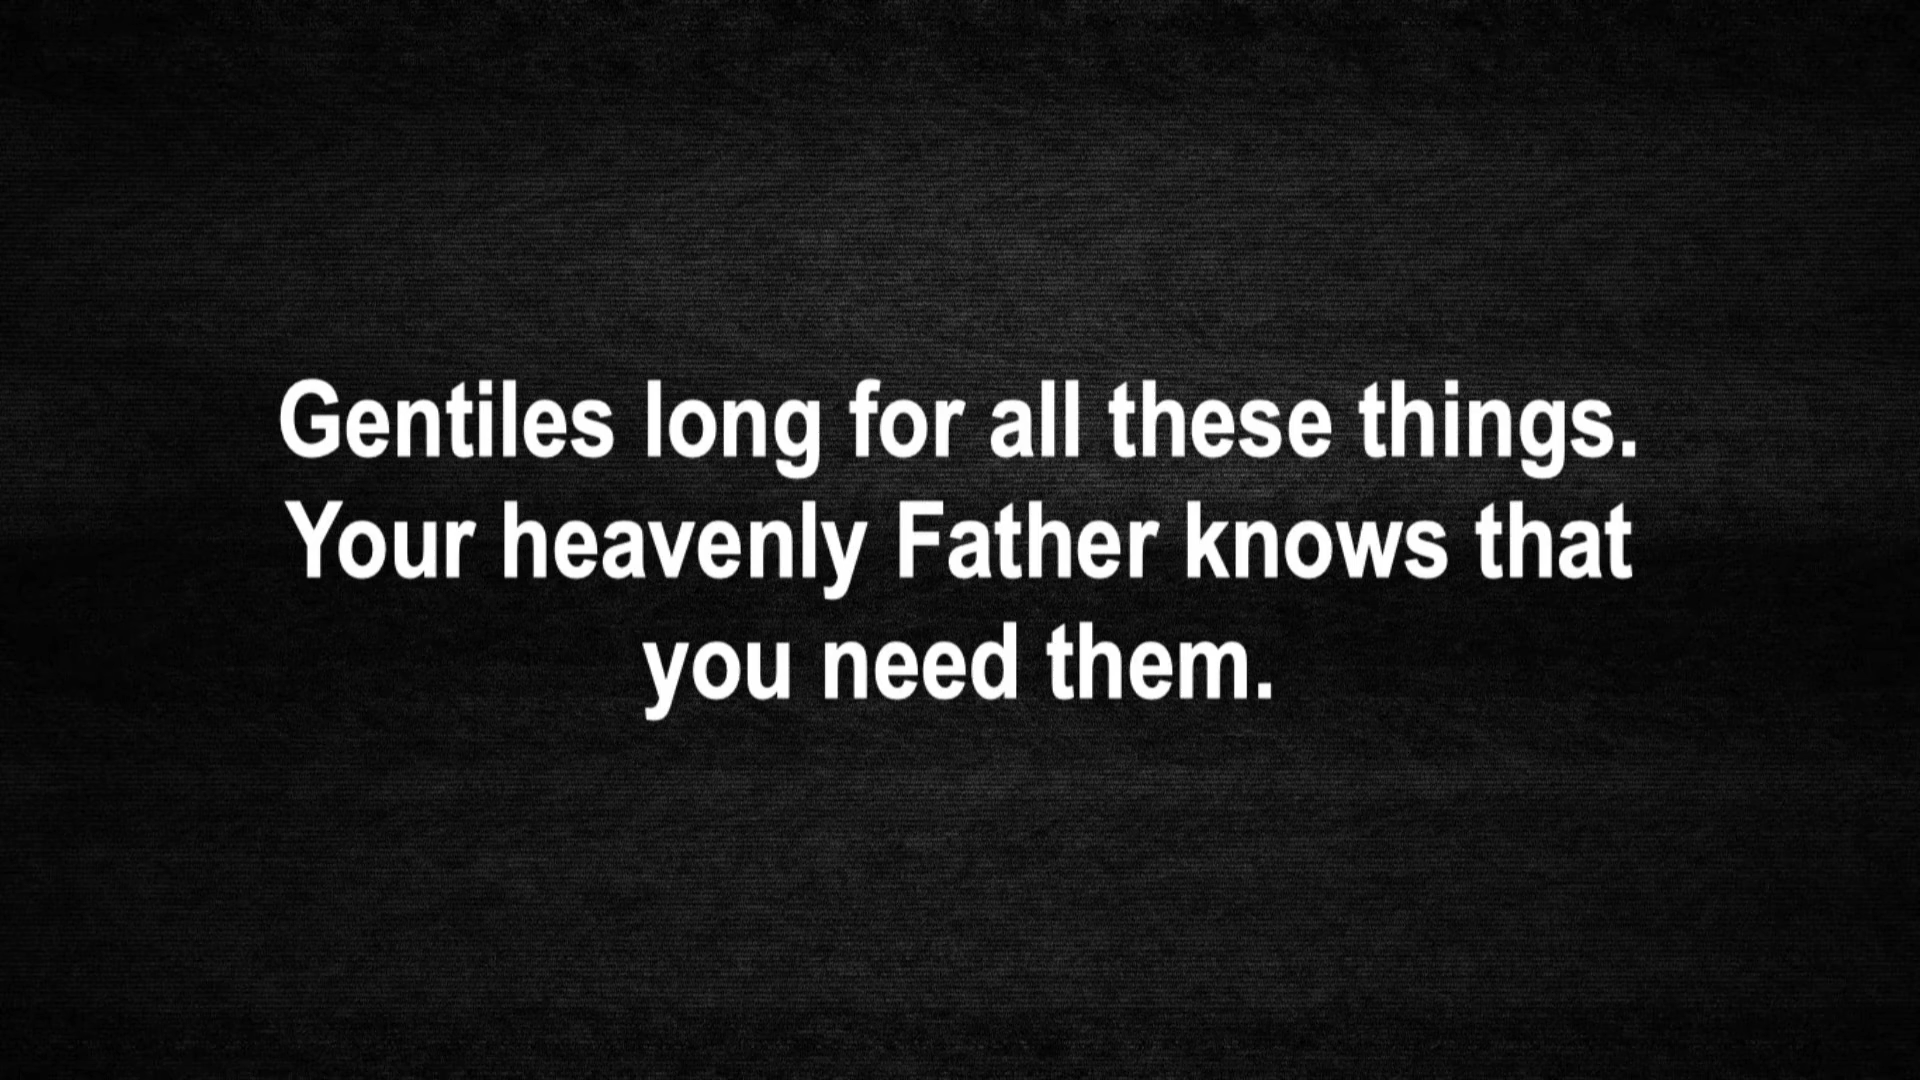 Gentiles long for all these things.
Your heavenly Father knows that
you need them.